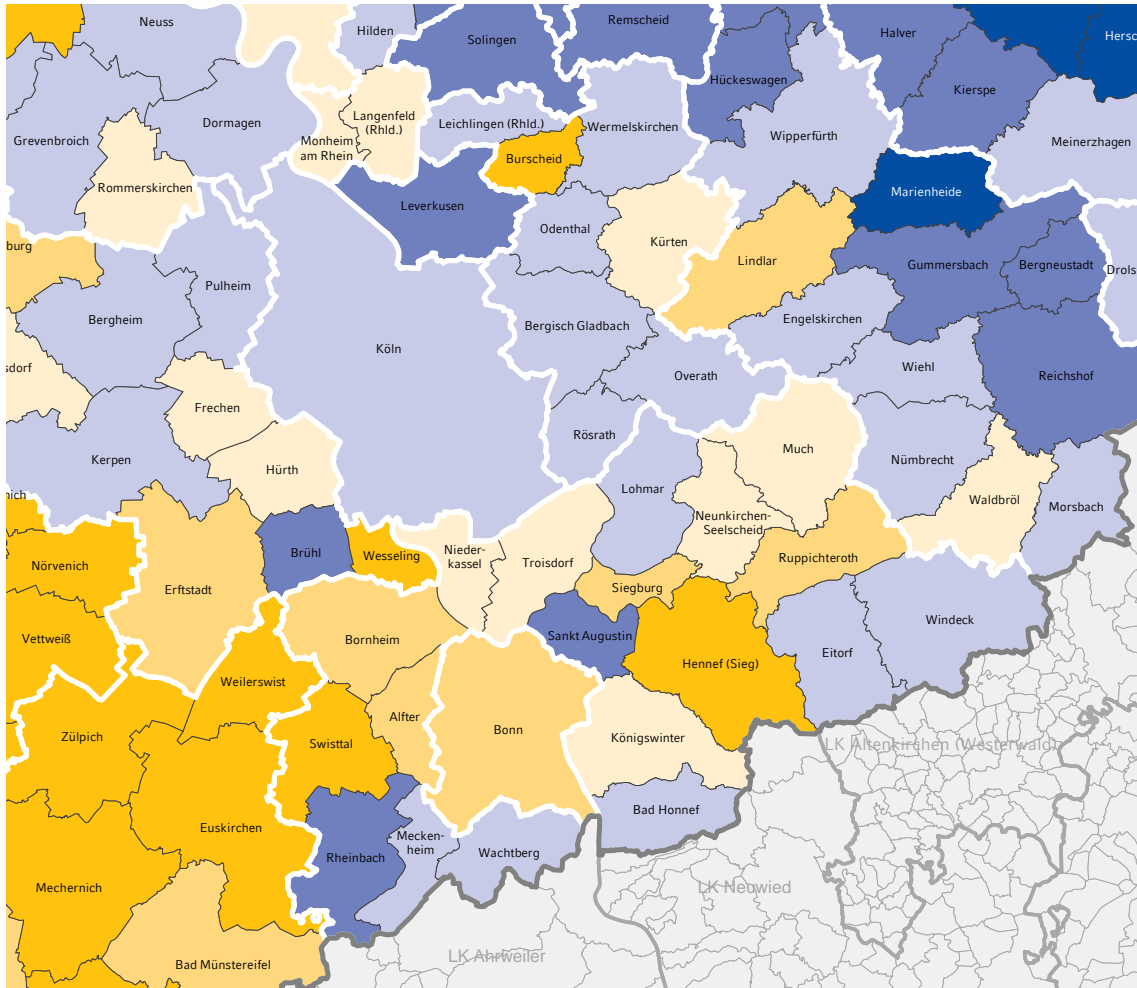 Neuss
Hilden
Solingen
Remscheid
Halver
Hersc
Hückeswagen
Kierspe
Grevenbroich
Dormagen
Langenfeld
(Rhld.)
Monheim
am Rhein
Leichlingen (Rhld.)
Wermelskirchen
Wipperfürth
Meinerzhagen
Burscheid
Rommerskirchen
Leverkusen
Marienheide
burg
Odenthal
Kürten
Lindlar
Gummersbach
Bergneustadt
Drols
Pulheim
Bergheim
Köln
Bergisch Gladbach
Engelskirchen
sdorf
Overath
Wiehl
Reichshof
Frechen
Rösrath
Much
Nümbrecht
Kerpen
Hürth
Lohmar
Neunkirchen-
Seelscheid
Waldbröl
Morsbach
nich
Brühl
Wesseling
Nieder-
kassel
Troisdorf
Ruppichteroth
Nörvenich
Erftstadt
Siegburg
Vettweiß
Bornheim
Sankt Augustin
Windeck
Eitorf
Hennef (Sieg)
Weilerswist
Zülpich
Swisttal
Alfter
Bonn
Königswinter
LK Altenkirchen (Westerwald)
Bad Honnef
Euskirchen
Mecken-
heim
Rheinbach
Wachtberg
Mechernich
LK Neuwied
Bad Münstereifel
LK Ahrweiler